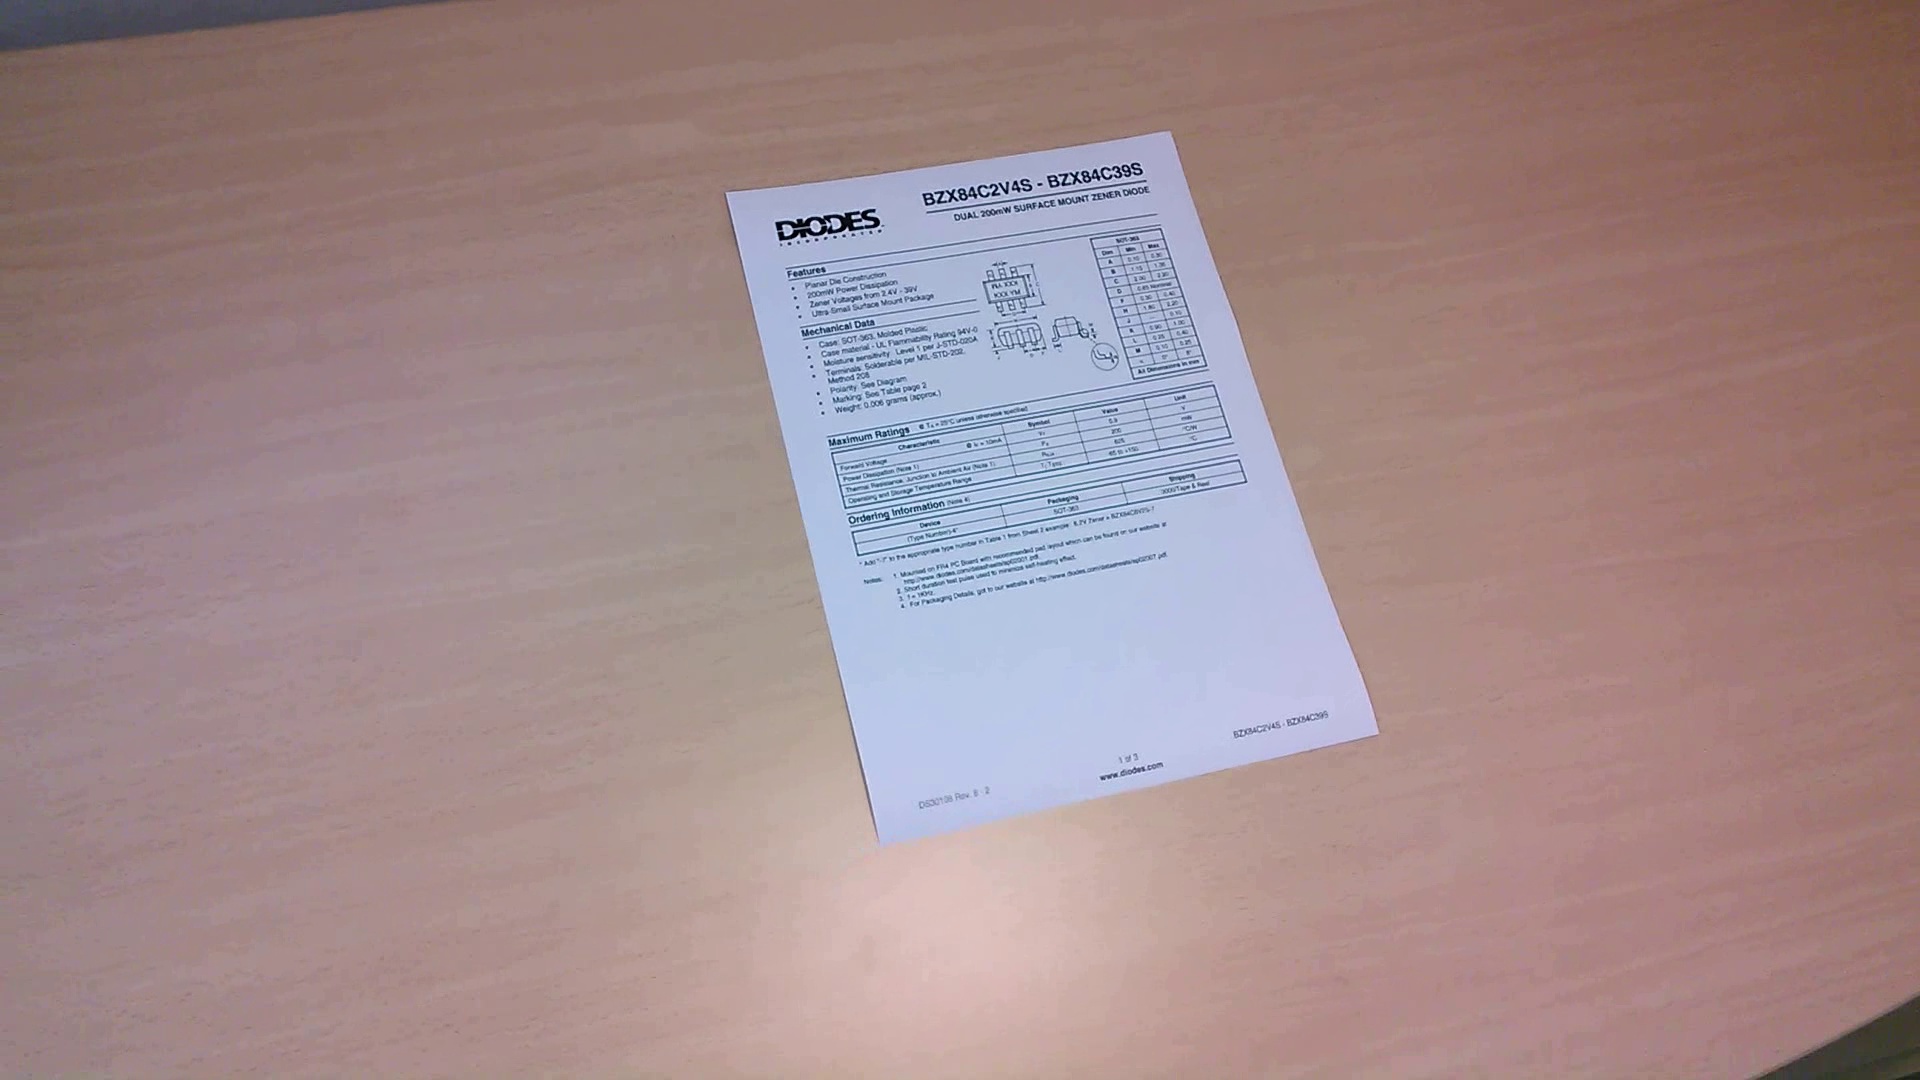 BZX84C2V4S - BZX84C39S
DUAL 200mW SURFACE MOUNT ZENER DIODE
DIODES
INCORPORATED
Features
• Planar Die Construction
• 200mW Power Dissipation
• Zener Voltages from 2.4V - 39V
• Ultra-Small Surface Mount Package
Mechanical Data
• Case: SOT-363, Molded Plastic
• Case material - UL Flammability Rating 94V-0
• Moisture sensitivity: Level 1 per J-STD-020A
• Terminals: Solderable per MIL-STD-202,
Method 208
• Polarity: See Diagram
• Marking: See Table page 2
• Weight: 0.006 grams (approx.)
SOT-363
Dim Min Max
A 0.10 0.30
B 1.15 1.35
C 2.00 2.20
D 0.65 Nominal
F 0.30 0.40
H 1.80 2.20
J 0.10
K 0.90 1.00
L 0.25 0.40
M 0.10 0.25
0° 8°
All Dimensions in mm
Maximum Ratings @ TA = 25°C unless otherwise specified
Characteristic Symbol Value Unit
Forward Voltage @ IF = 10mA VF 0.9 V
Power Dissipation (Note 1) 200 mW
Thermal Resistance, Junction to Ambient Air (Note 1) 625 °C/W
Operating and Storage Temperature Range -65 to +150 °C
Ordering Information (Note 4)
Device Packaging Shipping
SOT-363 3000/Tape & Reel
* Add "-7" to the appropriate type number in Table 1 from Sheet 2 example: 6.2V Zener = BZX84C6V2S-7
Notes: 1. Mounted on FR4 PC Board with recommended pad layout which can be found on our website at
http://www.diodes.com/datasheets/ap02001.pdf.
2. Short duration test pulse used to minimize self-heating effect.
3. f = 1KHz.
4. For Packaging Details, got to our website at http://www.diodes.com/datasheets/ap02007.pdf.
DS30108 Rev. 8 - 2
1 of 3
www.diodes.com
BZX84C2V4S - BZX84C39S